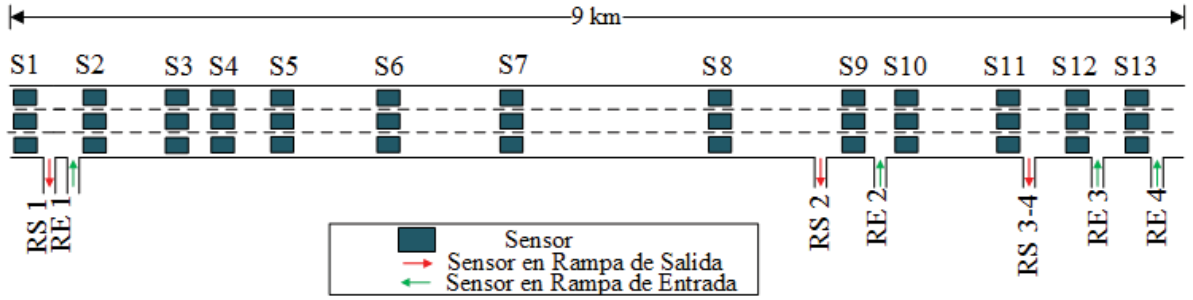 9 km
S1 S2 S3 S4 S5 S6 S7 S8 S9 S10 S11 S12 S13
RS 1 RE 1 RS 2 RE 2 RS 3-4 RE 3 RE 4
Sensor
Sensor en Rampa de Salida
Sensor en Rampa de Entrada